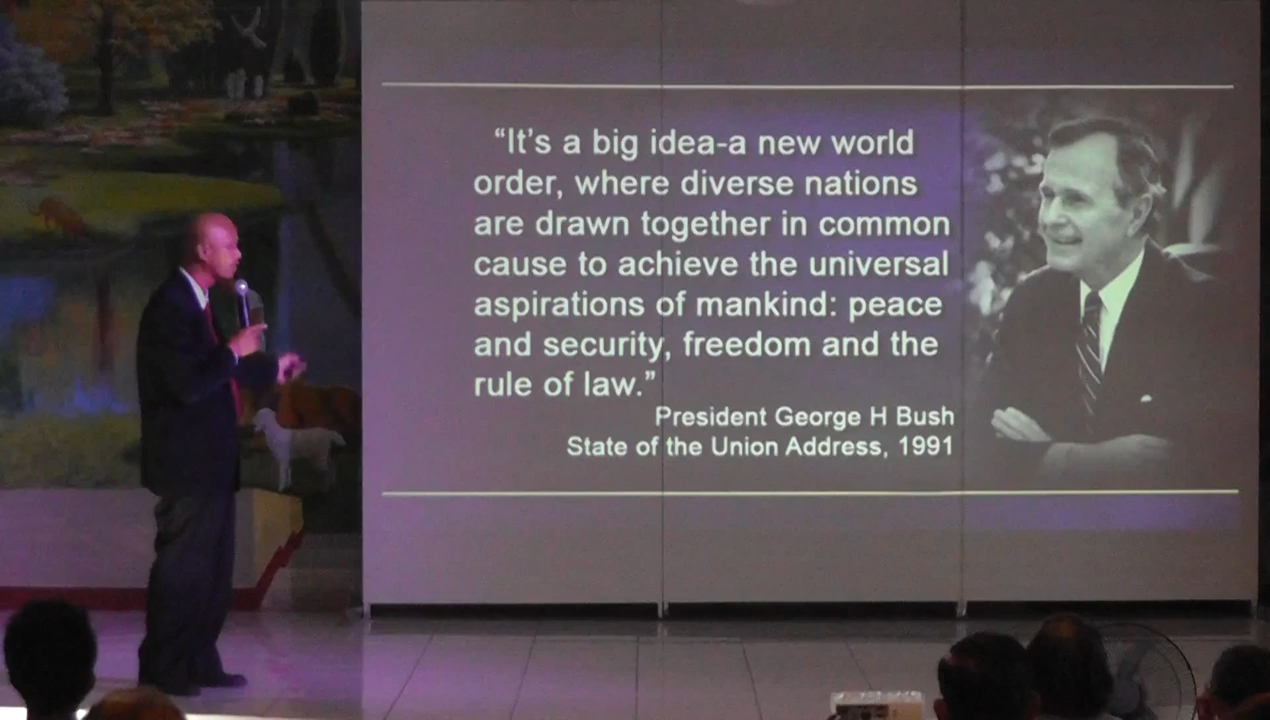 “It’s a big idea-a new world
order, where diverse nations
are drawn together in common
cause to achieve the universal
aspirations of mankind: peace
and security, freedom and the
rule of law.”
President George H Bush
State of the Union Address, 1991